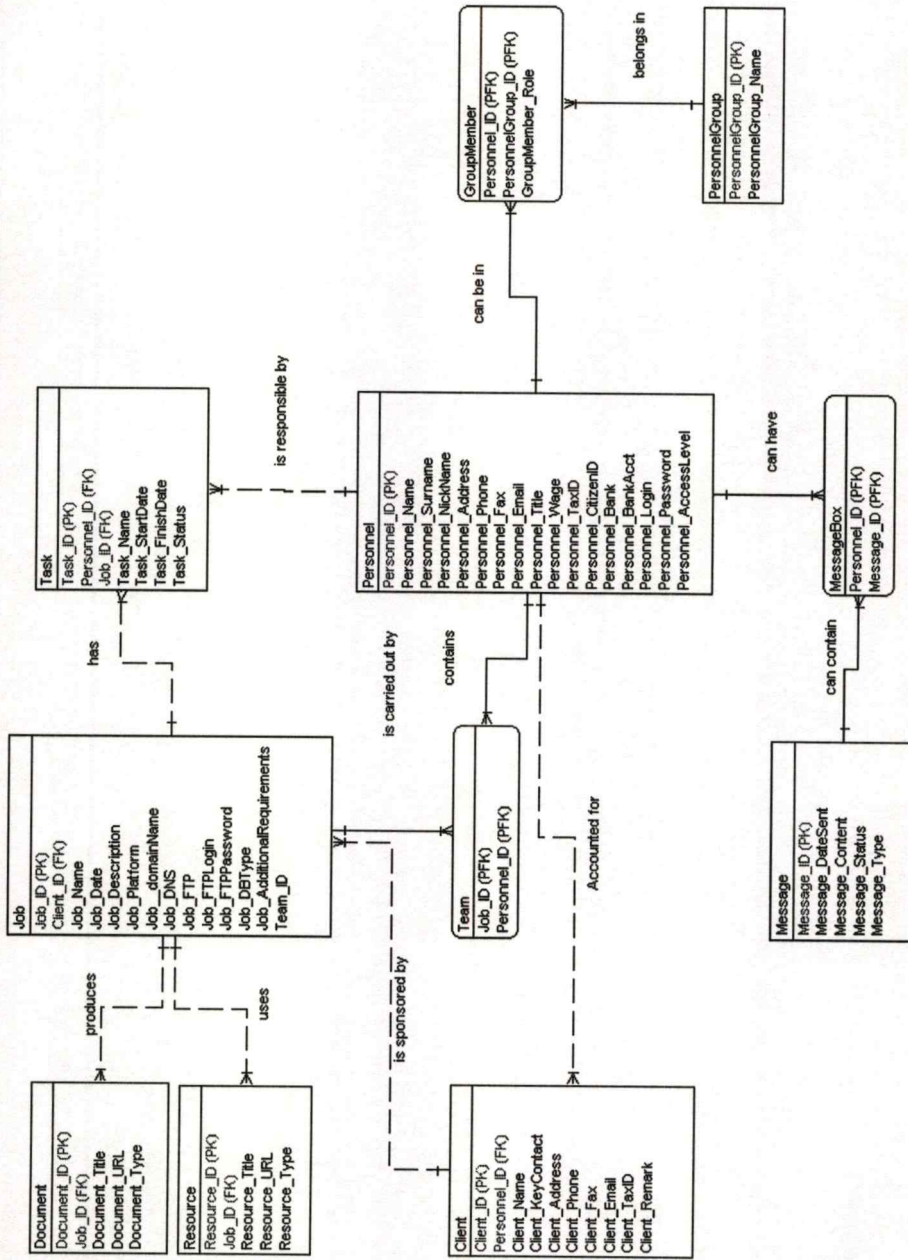 Document
Document_ID (PK)
Job_ID (FK)
Document_Title
Document_URL
Document_Type
Resource
Resource_ID (PK)
Job_ID (FK)
Resource_Title
Resource_URL
Resource_Type
produces
uses
Job
Job_ID (PK)
Client_ID (FK)
Job_Name
Job_Date
Job_Description
Job_Platform
Job_domainName
Job_DNS
Job_FTP
Job_FTPLogin
Job_FTPPassword
Job_DBType
Job_AdditionalRequirements
Team_ID
has
Task
Task_ID (PK)
Personnel_ID (FK)
Job_ID (FK)
Task_Name
Task_StartDate
Task_FinishDate
Task_Status
is sponsored by
is carried out by
is responsible by
Team
Job_ID (PFK)
Personnel_ID (PFK)
contains
Client
Client_ID (PK)
Personnel_ID (FK)
Client_Name
Client_KeyContact
Client_Address
Client_Phone
Client_Fax
Client_Email
Client_TaxID
Client_Remark
Accounted for
Personnel
Personnel_ID (PK)
Personnel_Name
Personnel_Surname
Personnel_NickName
Personnel_Address
Personnel_Phone
Personnel_Fax
Personnel_Email
Personnel_Title
Personnel_Wage
Personnel_TaxID
Personnel_CitizenID
Personnel_Bank
Personnel_BankAcct
Personnel_Login
Personnel_Password
Personnel_AccessLevel
can be in
GroupMember
Personnel_ID (PFK)
PersonnelGroup_ID (PFK)
GroupMember_Role
belongs in
PersonnelGroup
PersonnelGroup_ID (PK)
PersonnelGroup_Name
can have
Message
Message_ID (PK)
Message_DateSent
Message_Content
Message_Status
Message_Type
can contain
MessageBox
Personnel_ID (PFK)
Message_ID (PFK)